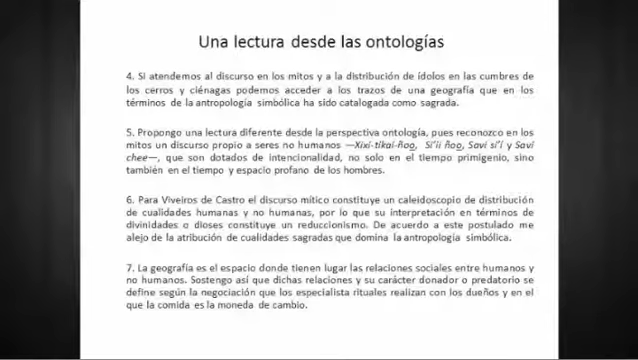 Una lectura desde las ontologías
4. Si atendemos al discurso en los mitos y a la distribución de ídolos en las cumbres de
los cerros y ciénagas podemos acceder a los trazos de una geografía que en los
términos de la antropología simbólica ha sido catalogada como sagrada.
5. Propongo una lectura diferente desde la perspectiva ontología, pues reconozco en los
mitos un discurso propio a seres no humanos —Xixi-tikai-ñog, Si'ii ñog, Savi si'í y Savi
chee—, que son dotados de intencionalidad, no solo en el tiempo primigenio, sino
también en el tiempo y espacio profano de los hombres.
6. Para Viveiros de Castro el discurso mítico constituye un caleidoscopio de distribución
de cualidades humanas y no humanas, por lo que su interpretación en términos de
divinidades o dioses constituye un reduccionismo. De acuerdo a este postulado me
alejo de la atribución de cualidades sagradas que domina la antropología simbólica.
7. La geografía es el espacio donde tienen lugar las relaciones sociales entre humanos y
no humanos. Sostengo así que dichas relaciones y su carácter donador o predatorio se
define según la negociación que los especialista rituales realizan con los dueños y en el
que la comida es la moneda de cambio.